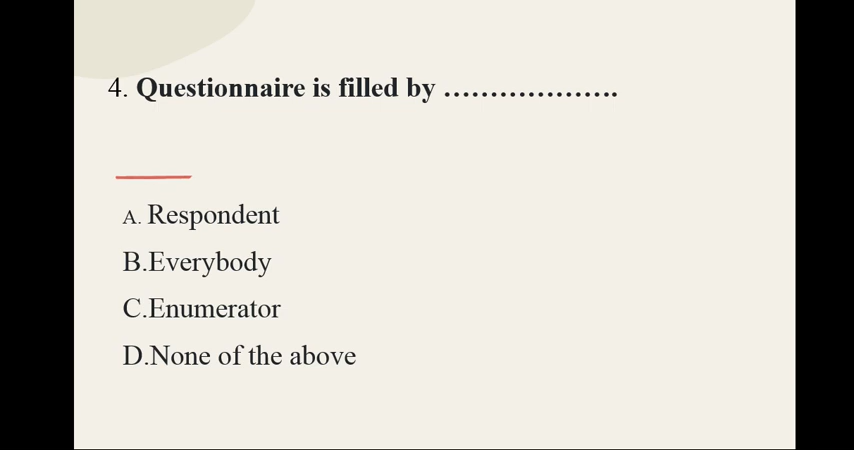 4. Questionnaire is filled by ………………….
A. Respondent
B.Everybody
C.Enumerator
D.None of the above